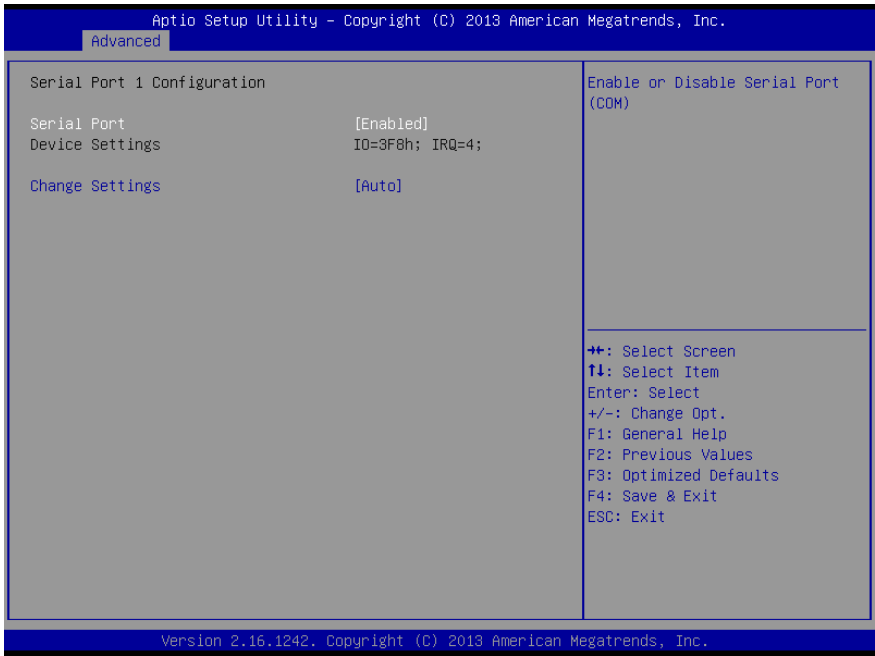 Aptio Setup Utility – Copyright (C) 2013 American Megatrends, Inc.
Advanced
Serial Port 1 Configuration
Serial Port [Enabled]
Device Settings IO=3F8h; IRQ=4;
Change Settings [Auto]
Enable or Disable Serial Port
(COM)
→←: Select Screen
↑↓: Select Item
Enter: Select
+/-: Change Opt.
F1: General Help
F2: Previous Values
F3: Optimized Defaults
F4: Save & Exit
ESC: Exit
Version 2.16.1242. Copyright (C) 2013 American Megatrends, Inc.